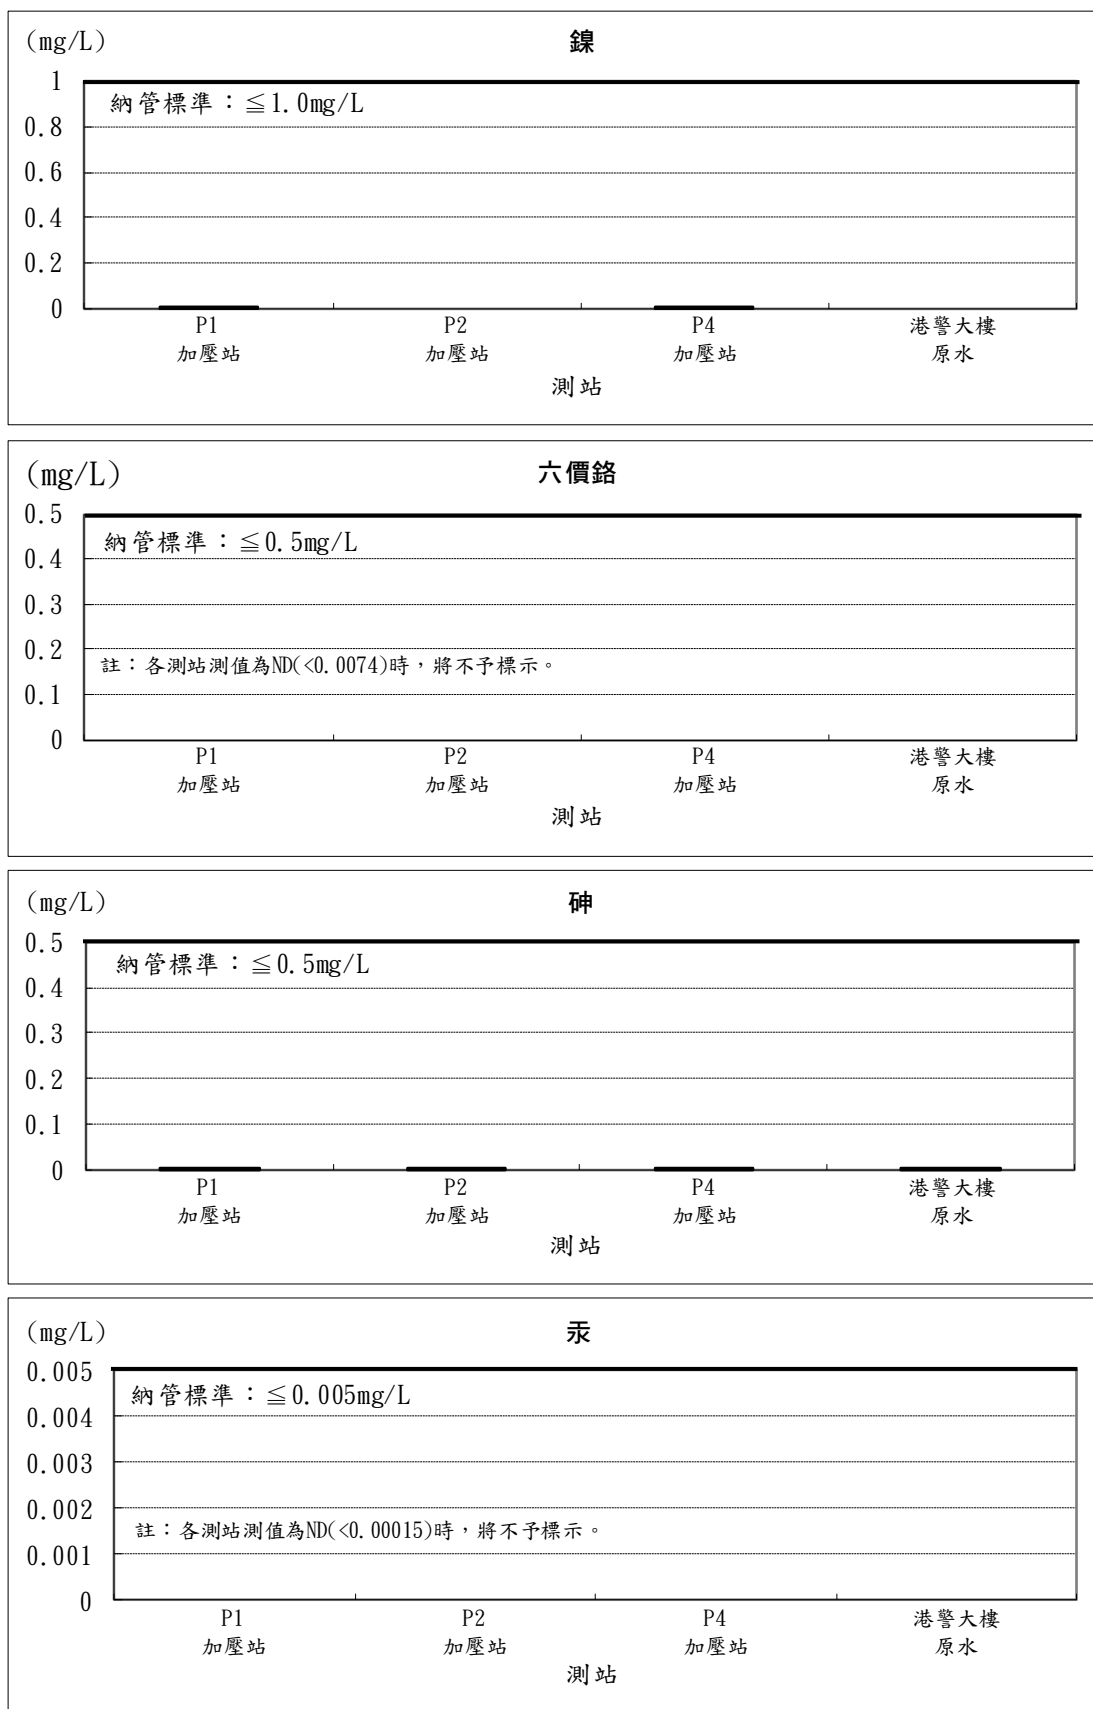 (mg/L)
鎳
1
納管標準：≦1.0mg/L
0.8
0.6
0.4
0.2
0
P1 P2 P4 港警大樓
加壓站 加壓站 加壓站 原水
測站
(mg/L)
六價鉻
0.5
納管標準：≦0.5mg/L
0.4
0.3
0.2
註：各測站測值為ND(<0.0074)時，將不予標示。
0.1
0
P1 P2 P4 港警大樓
加壓站 加壓站 加壓站 原水
測站
(mg/L)
砷
0.5
納管標準：≦0.5mg/L
0.4
0.3
0.2
0.1
0
P1 P2 P4 港警大樓
加壓站 加壓站 加壓站 原水
測站
(mg/L)
汞
0.005
納管標準：≦0.005mg/L
0.004
0.003
0.002
註：各測站測值為ND(<0.00015)時，將不予標示。
0.001
0
P1 P2 P4 港警大樓
加壓站 加壓站 加壓站 原水
測站